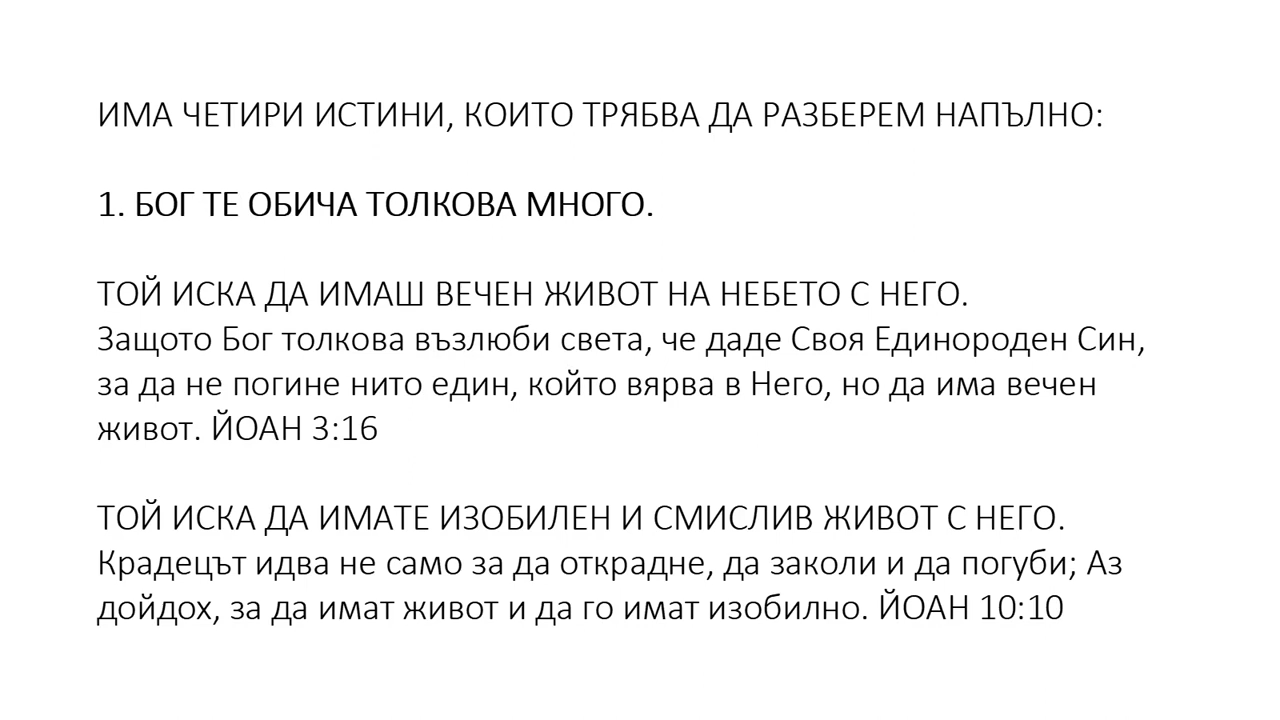 ИМА ЧЕТИРИ ИСТИНИ, КОИТО ТРЯБВА ДА РАЗБЕРЕМ НАПЪЛНО:
1. БОГ ТЕ ОБИЧА ТОЛКОВА МНОГО.
ТОЙ ИСКА ДА ИМАШ ВЕЧЕН ЖИВОТ НА НЕБЕТО С НЕГО.
Защото Бог толкова възлюби света, че даде Своя Единороден Син,
за да не погине нито един, който вярва в Него, но да има вечен
живот. ЙОАН 3:16
ТОЙ ИСКА ДА ИМАТЕ ИЗОБИЛЕН И СМИСЛИВ ЖИВОТ С НЕГО.
Крадецът идва не само за да открадне, да заколи и да погуби; Аз
дойдох, за да имат живот и да го имат изобилно. ЙОАН 10:10